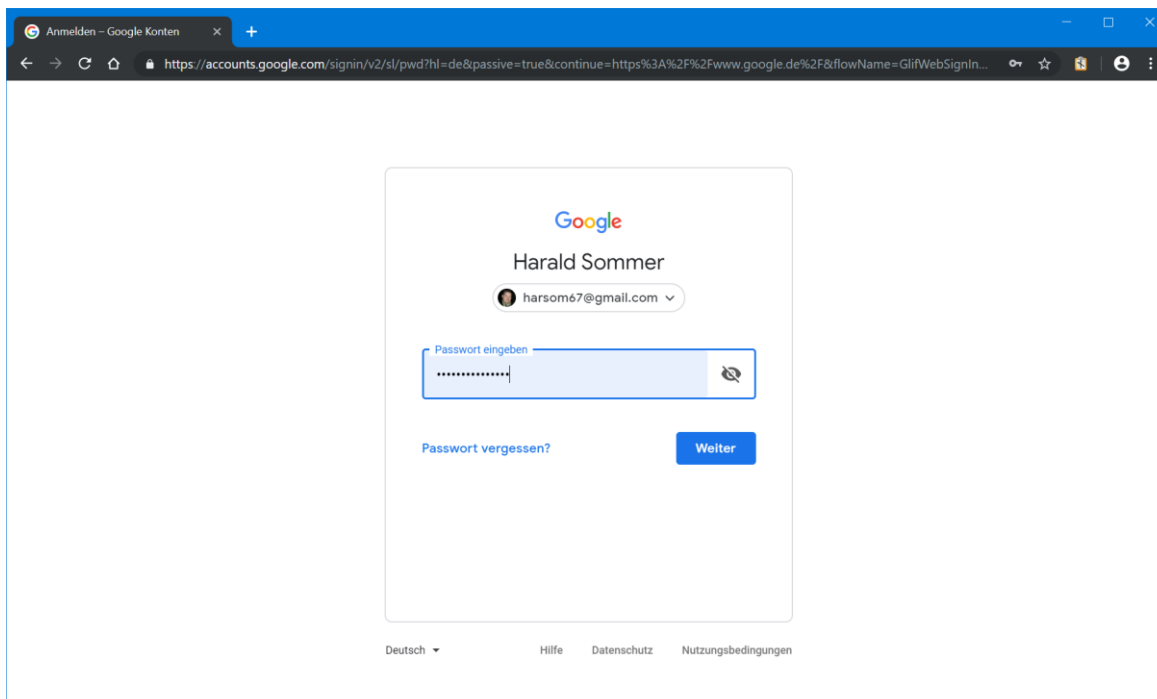 Anmelden – Google Konten
https://accounts.google.com/signin/v2/sl/pwd?hl=de&passive=true&continue=https%3A%2F%2Fwww.google.de%2F&flowName=GlifWebSignIn...
Google
Harald Sommer
harsom67@gmail.com
Passwort eingeben
•••••••••••••••
Passwort vergessen? Weiter
Deutsch Hilfe Datenschutz Nutzungsbedingungen